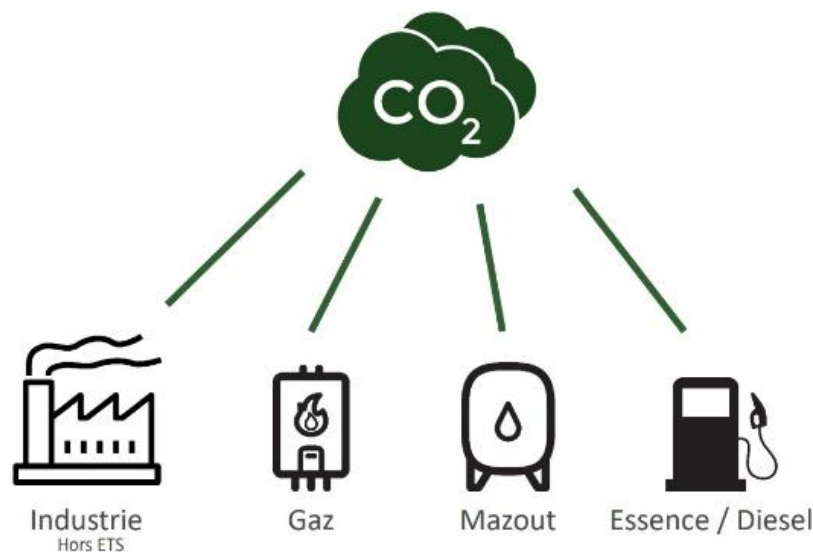 CO₂
Industrie
Hors ETS
Gaz
Mazout
Essence / Diesel